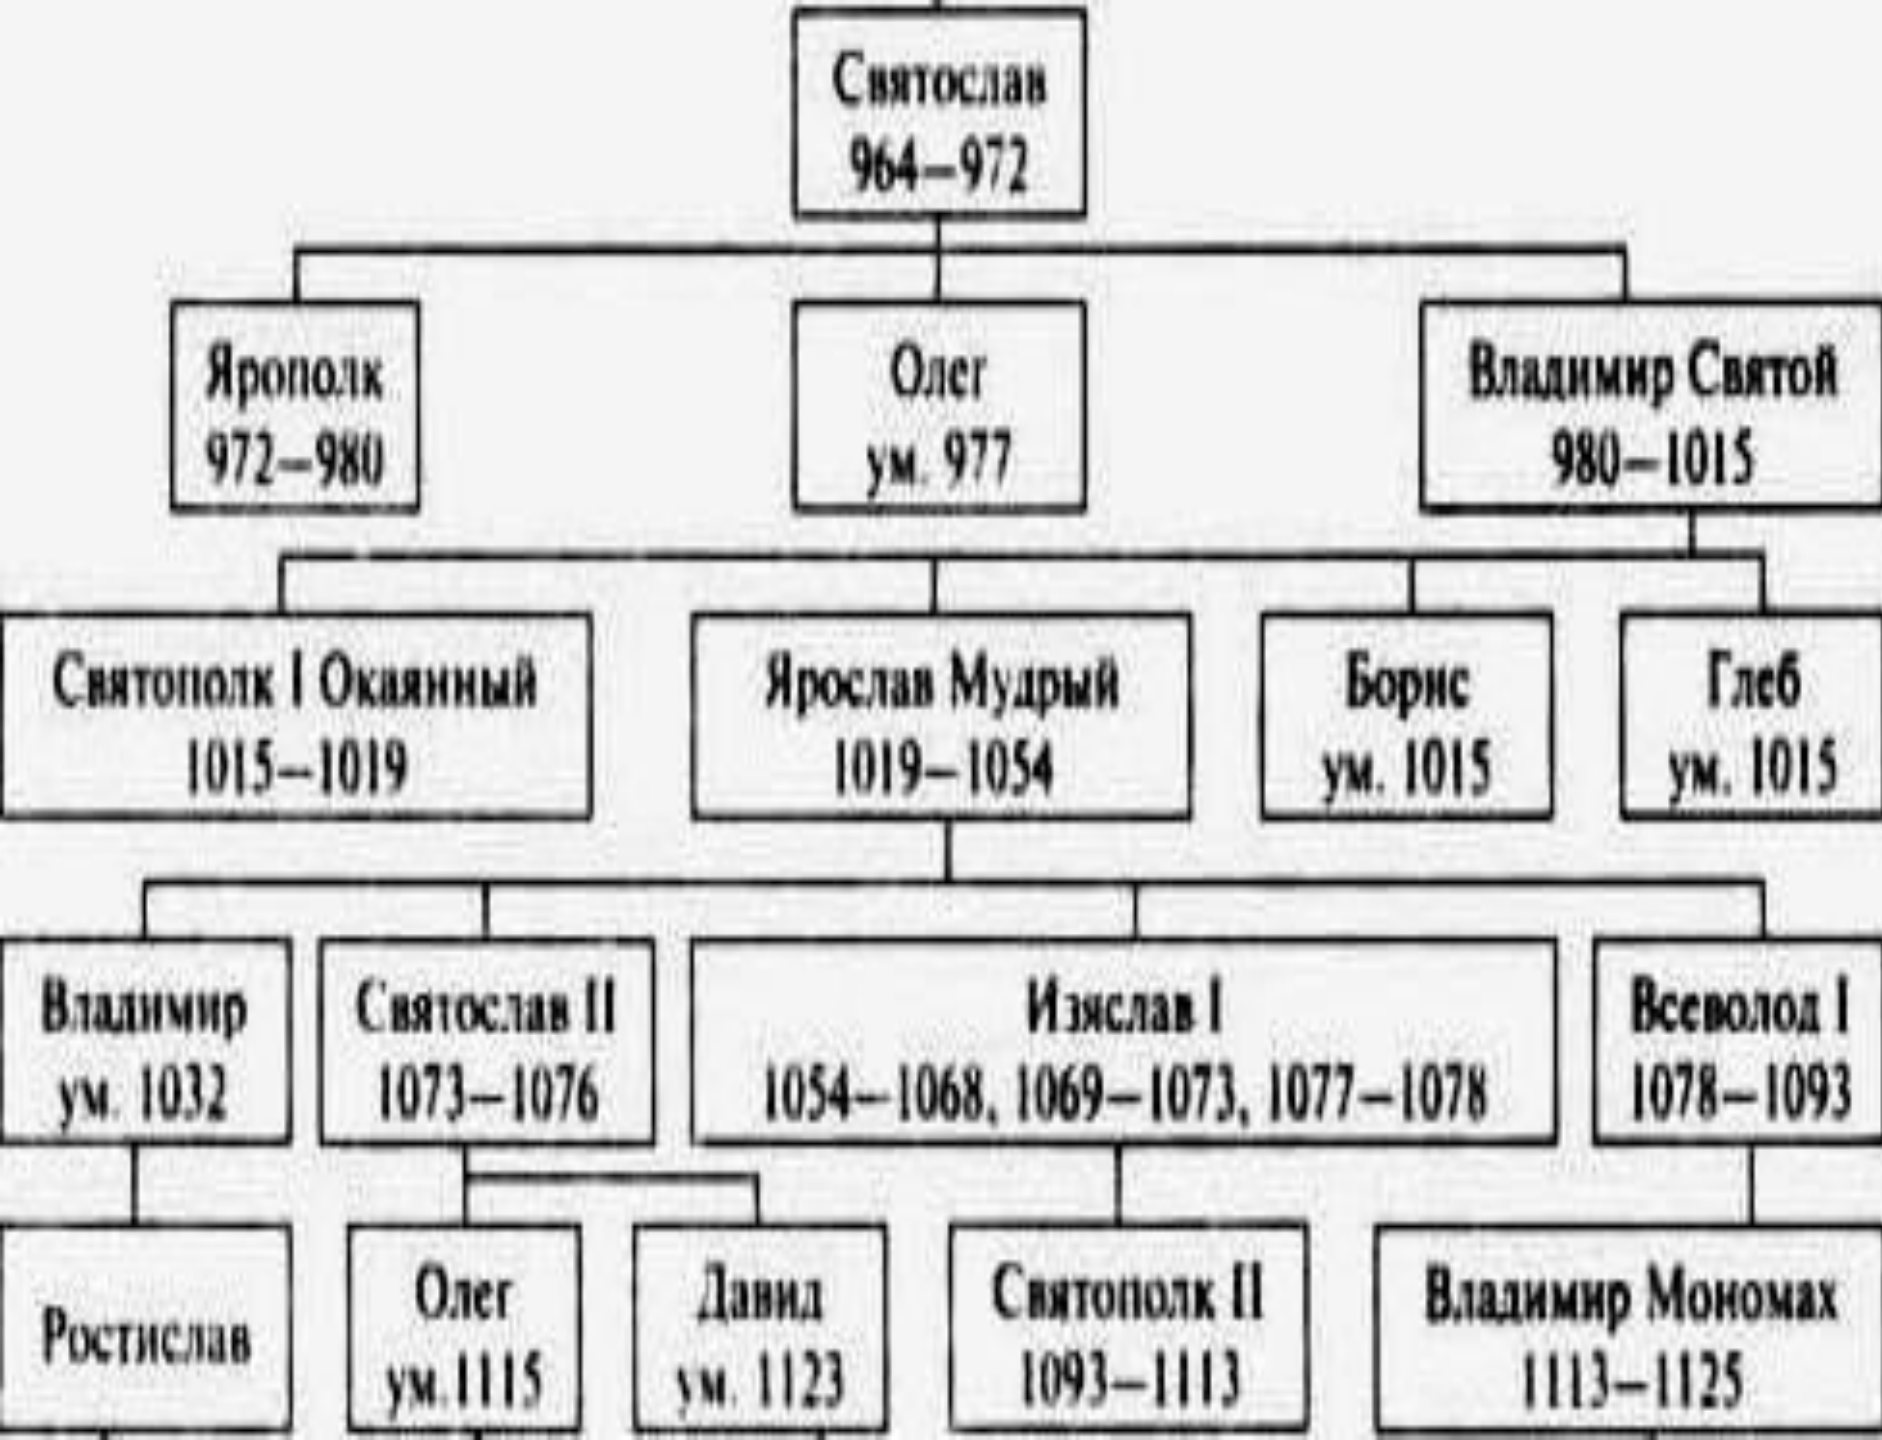 Святослав
964–972
Ярополк
972–980
Олег
ум. 977
Владимир Святой
980–1015
Святополк I Окаянный
1015–1019
Ярослав Мудрый
1019–1054
Борис
ум. 1015
Глеб
ум. 1015
Владимир
ум. 1032
Святослав II
1073–1076
Изяслав I
1054–1068, 1069–1073, 1077–1078
Всеволод I
1078–1093
Ростислав
Олег
ум.1115
Давид
ум. 1123
Святополк II
1093–1113
Владимир Мономах
1113–1125